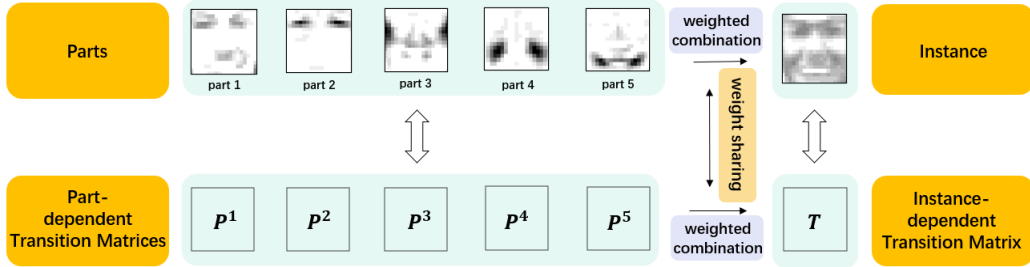 Parts
part 1
part 2
part 3
part 4
part 5
weighted
combination
Instance
weight sharing
Part-
dependent
Transition Matrices
P¹
P²
P³
P⁴
P⁵
weighted
combination
T
Instance-
dependent
Transition Matrix